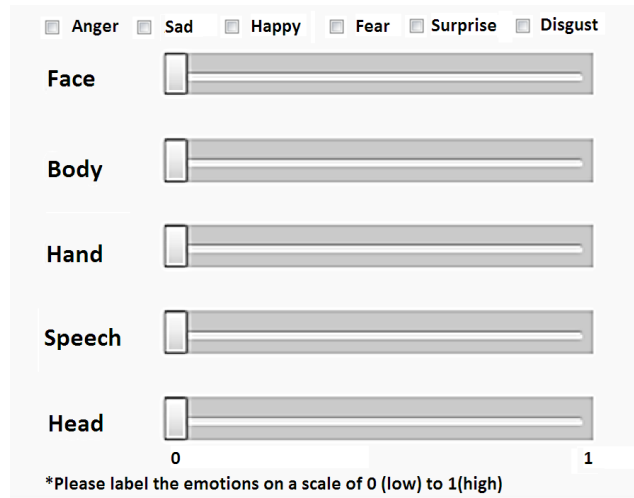 Anger Sad Happy Fear Surprise Disgust
Face
Body
Hand
Speech
Head
0 1
*Please label the emotions on a scale of 0 (low) to 1(high)